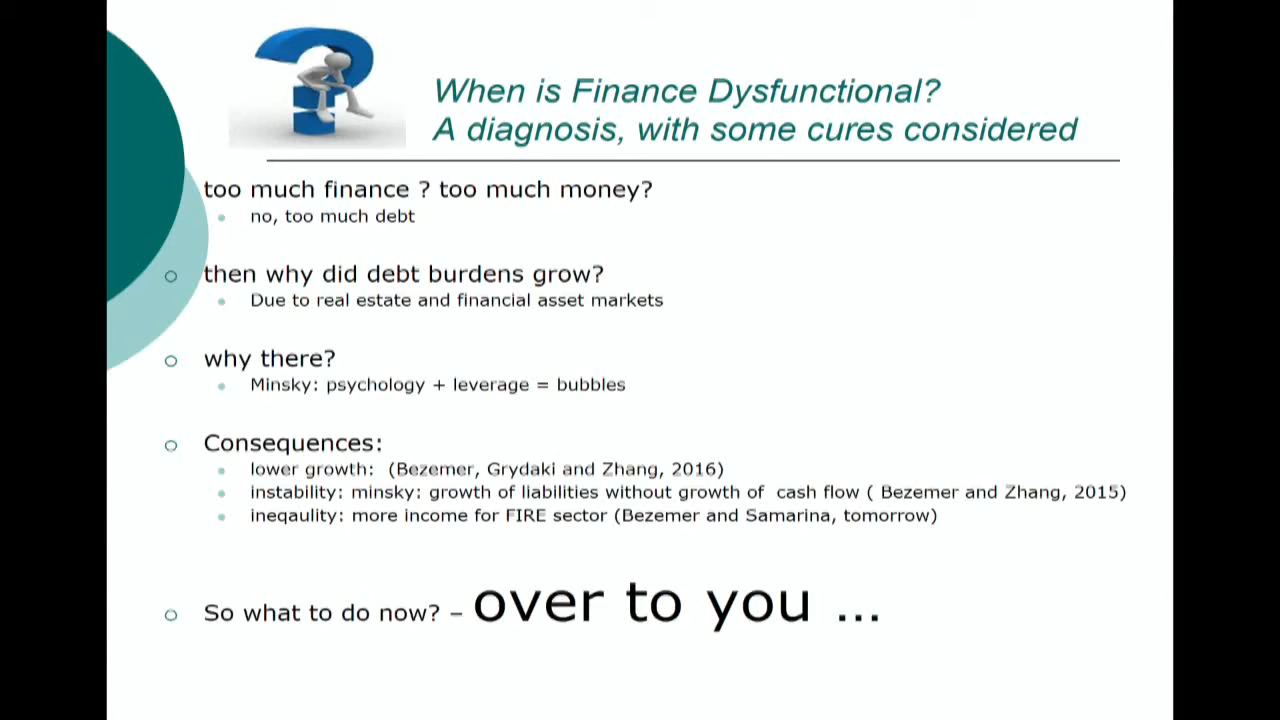 When is Finance Dysfunctional?
A diagnosis, with some cures considered
too much finance ? too much money?
no, too much debt
then why did debt burdens grow?
Due to real estate and financial asset markets
why there?
Minsky: psychology + leverage = bubbles
Consequences:
lower growth: (Bezemer, Grydaki and Zhang, 2016)
instability: minsky: growth of liabilities without growth of cash flow ( Bezemer and Zhang, 2015)
ineqaulity: more income for FIRE sector (Bezemer and Samarina, tomorrow)
So what to do now? – over to you ...